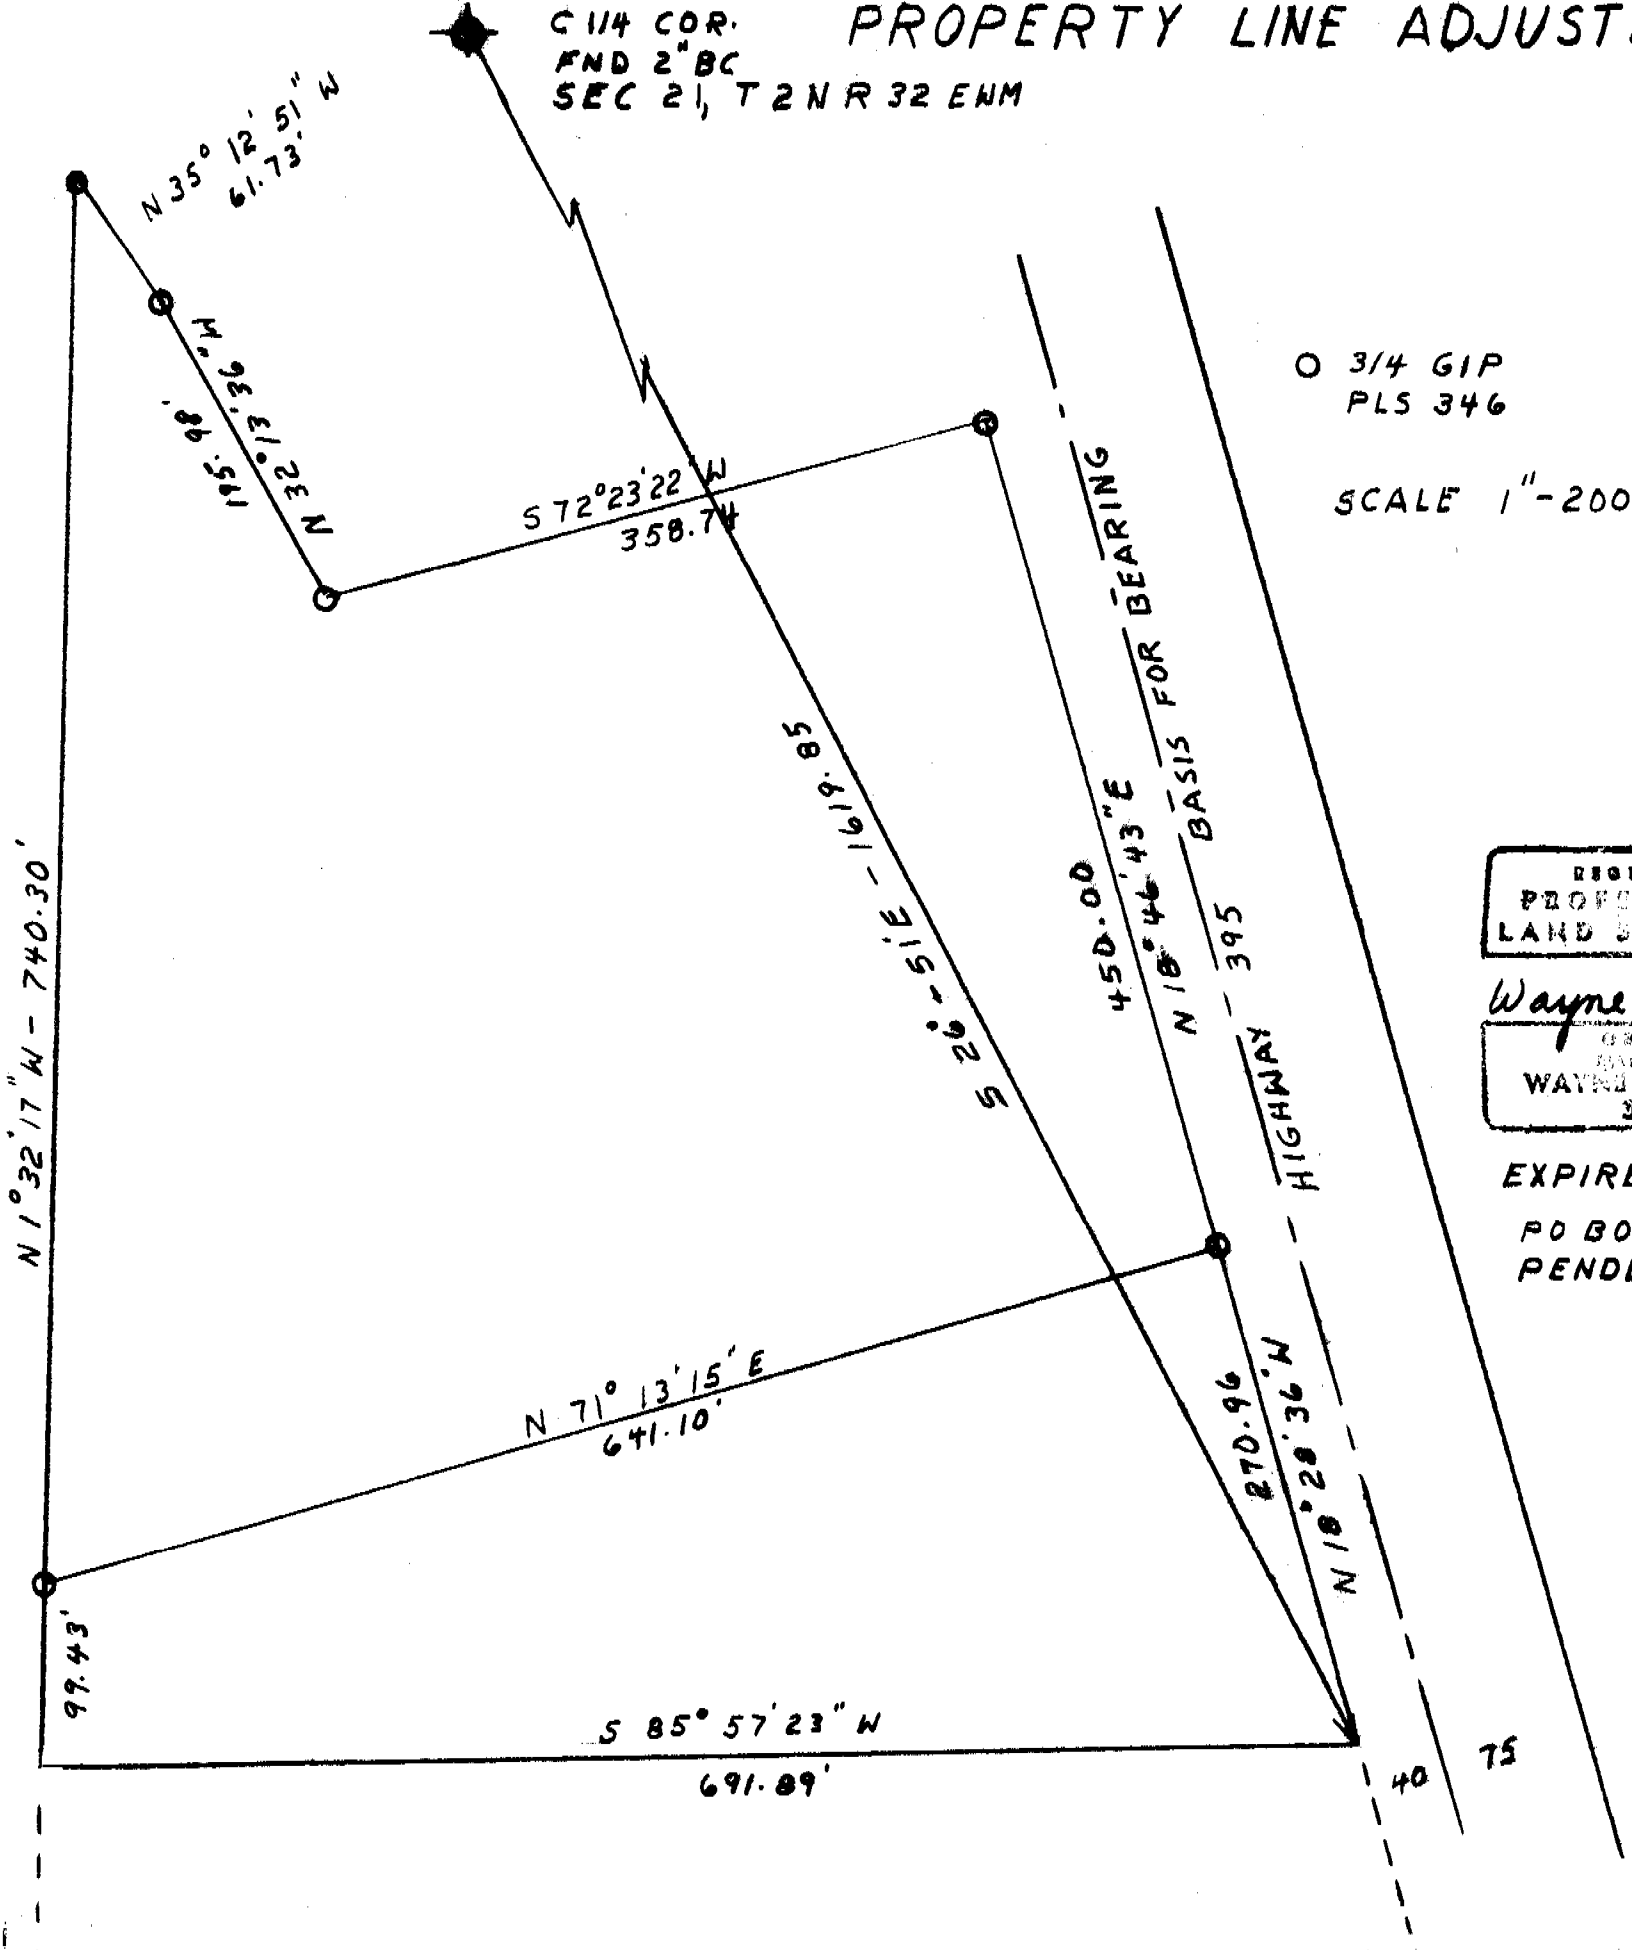 PROPERTY LINE ADJUST.
C 1/4 COR.
FND 2"BC
SEC 21, T 2 N R 32 EWM
N 35° 12' 51" W
61.73'
N 32° 13' 36" W
195.98'
S 72° 23' 22" W
358.74
3/4 GIP
PLS 346
SCALE 1"-200
BASIS FOR BEARING
HIGHWAY 395
450.00
N 18° 46' 43" E
S 26° - 51' E - 1619.85
N 1° 32' 17" W - 740.30'
LAND
Wayne
EXPIRE
PO BO
PENDL
N 71° 13' 15" E
641.10'
270.96
N 18° 28' 36" W
99.43'
S 85° 57' 23" W
691.89'
40
75